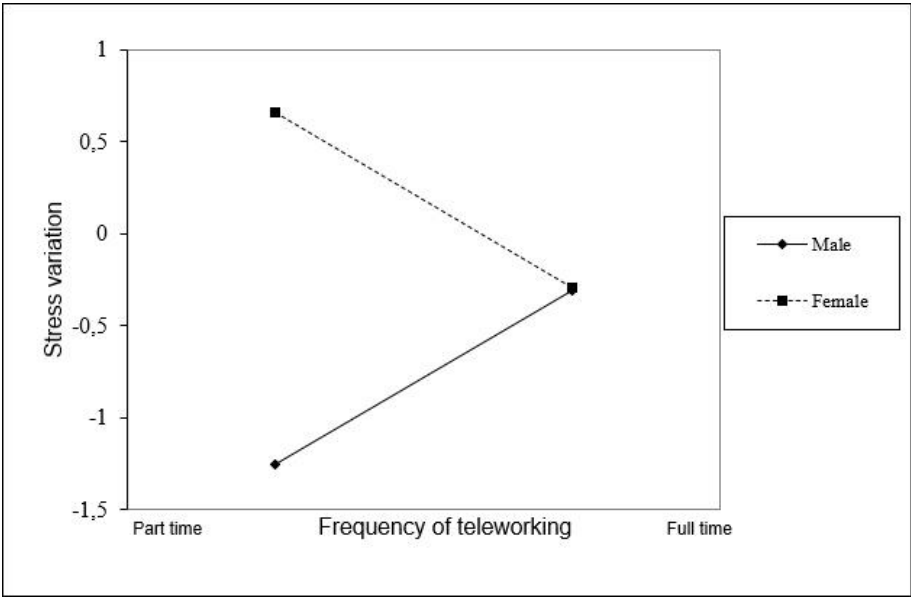 1
0,5
0
-0,5
-1
-1,5
Stress variation
Part time
Frequency of teleworking
Full time
Male
Female